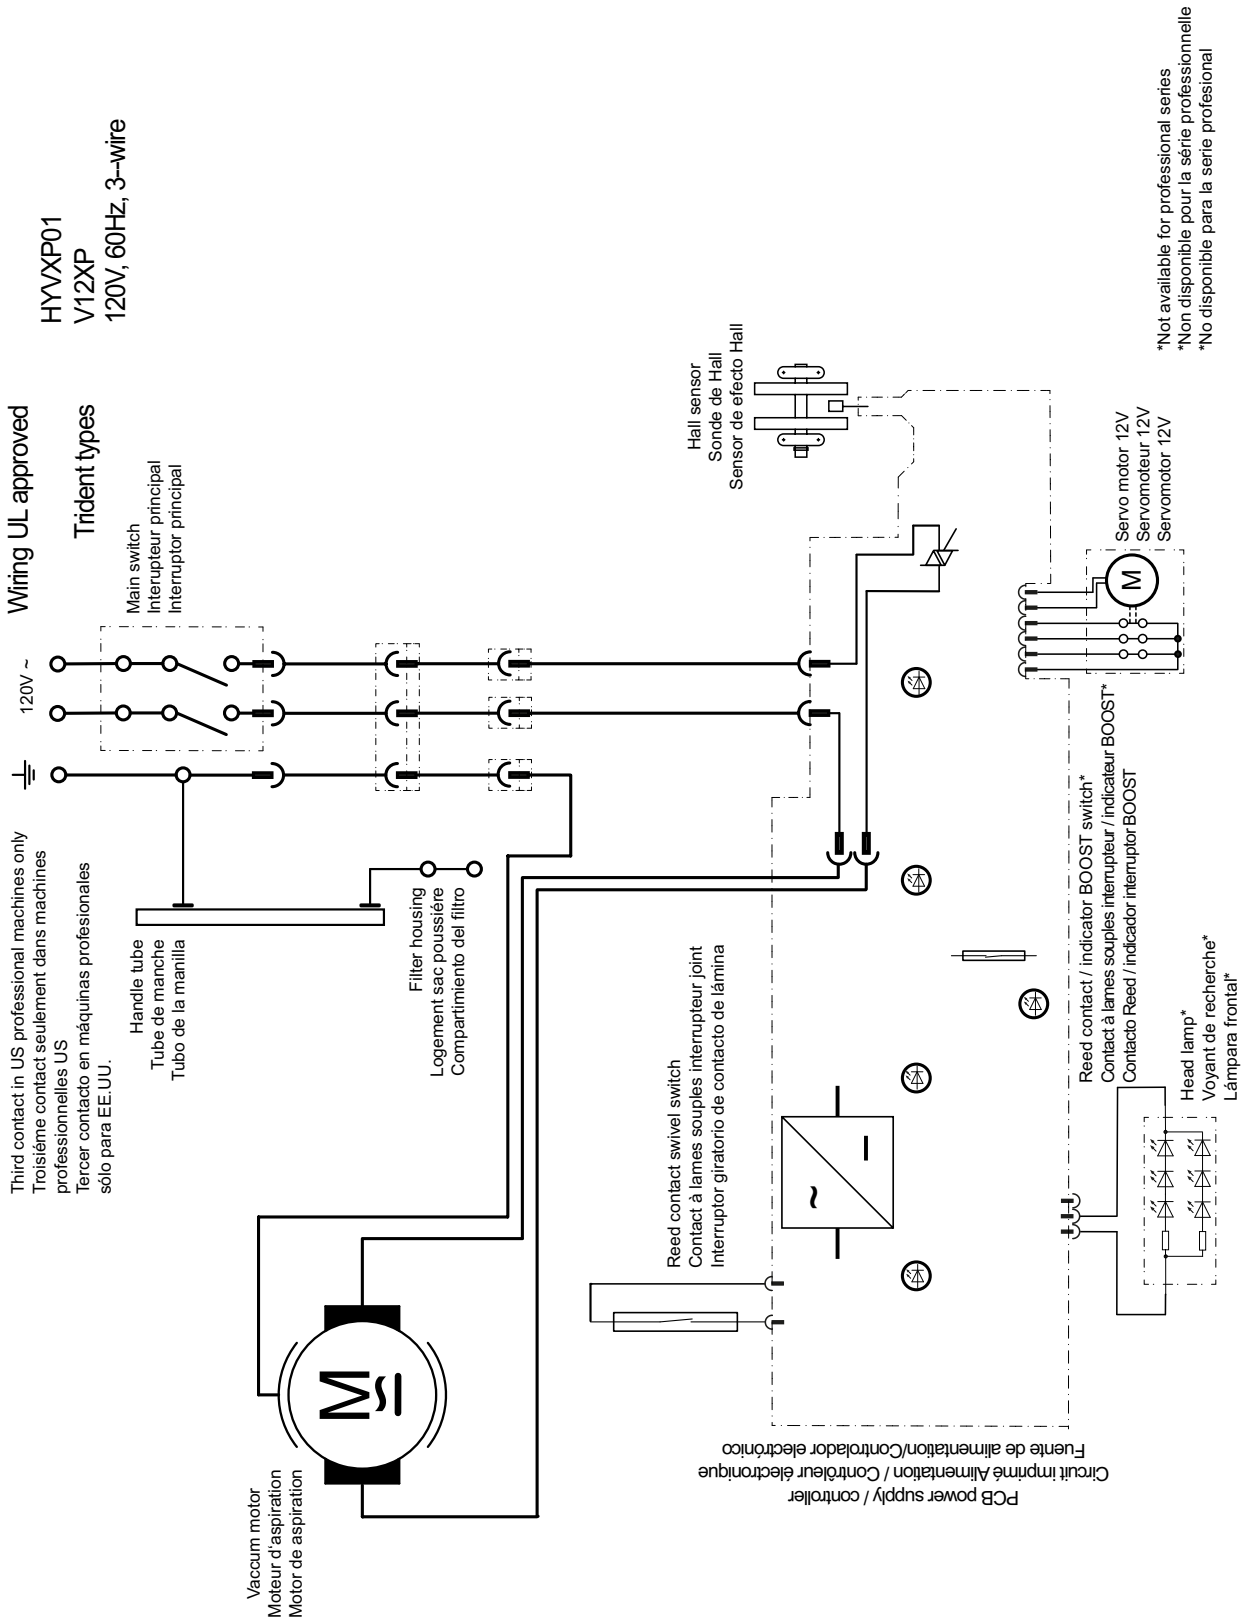 Wiring UL approved
Trident types
HYVXP01
V12XP
120V, 60Hz, 3--wire
Third contact in US professional machines only
Troisiéme contact seulement dans machines
professionnelles US
Tercer contacto en máquinas profesionales
sólo para EE.UU.
120V ~
Main switch
Interupteur principal
Interruptor principal
Handle tube
Tube de manche
Tubo de la manilla
Filter housing
Logement sac poussiére
Compartimiento del filtro
Vaccum motor
Moteur d'aspiration
Motor de aspiration
M
Reed contact swivel switch
Contact à lames souples interrupteur joint
Interruptor giratorio de contacto de lámina
Hall sensor
Sonde de Hall
Sensor de efecto Hall
PCB power supply / controller
Circuit imprimé Alimentation / Contrôleur électronique
Fuente de alimentation/Controlador electrónico
~
Reed contact / indicator BOOST switch*
Contact à lames souples interrupteur / indicateur BOOST*
Contacto Reed / indicador interruptor BOOST
Head lamp*
Voyant de recherche*
Lámpara frontal*
M
Servo motor 12V
Servomoteur 12V
Servomotor 12V
*Not available for professional series
*Non disponible pour la série professionnelle
*No disponible para la serie profesional